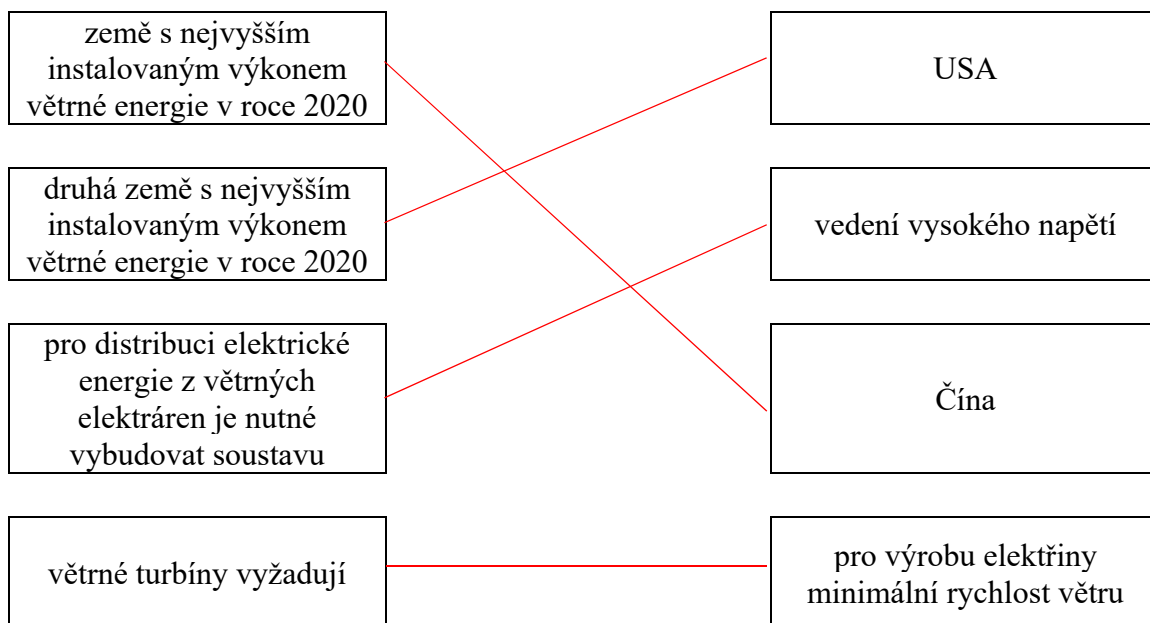 země s nejvyšším
instalovaným výkonem
větrné energie v roce 2020
USA
druhá země s nejvyšším
instalovaným výkonem
větrné energie v roce 2020
vedení vysokého napětí
pro distribuci elektrické
energie z větrných
elektráren je nutné
vybudovat soustavu
Čína
větrné turbíny vyžadují
pro výrobu elektřiny
minimální rychlost větru